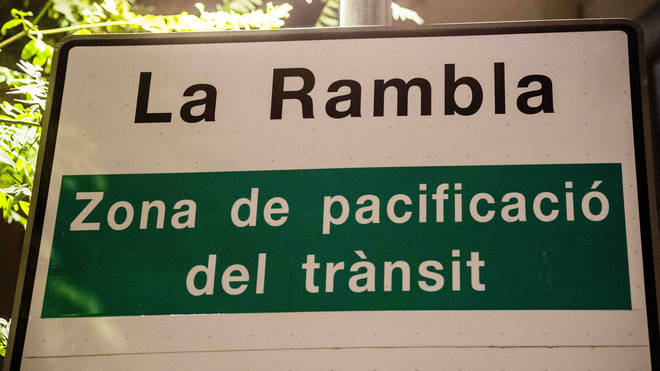 La Rambla
Zona de pacificació
del trànsit